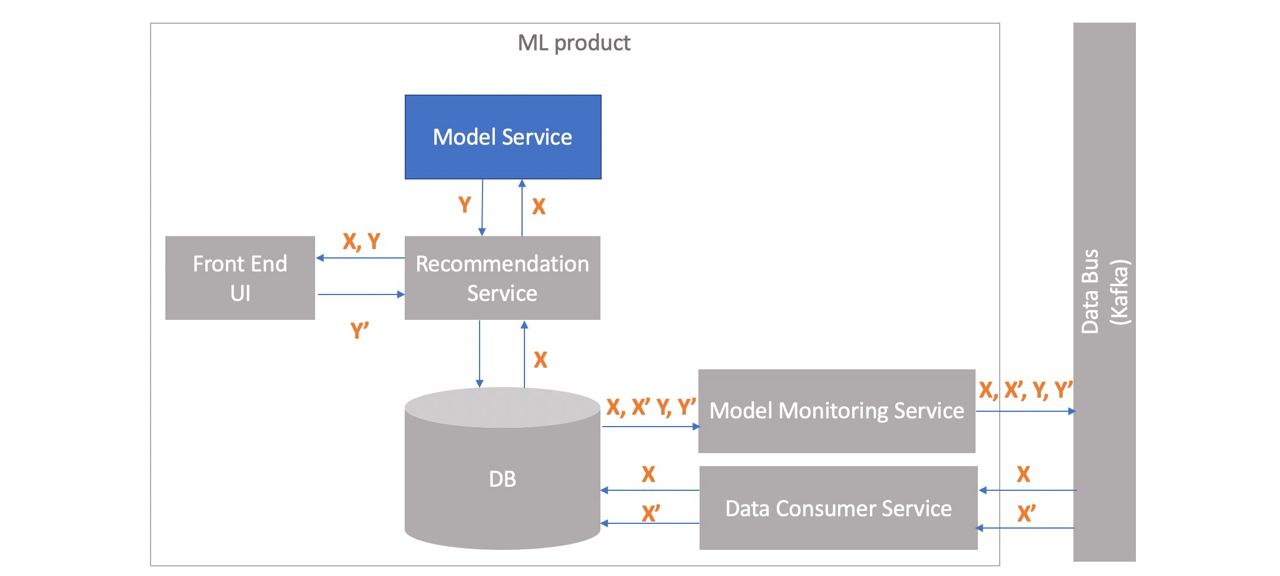 ML product
Model Service
Y
X
X, Y
Front End
UI
Recommendation
Service
Y’
X
X, X’ Y, Y’
Model Monitoring Service
X, X’, Y, Y’
DB
X
X’
Data Consumer Service
X
X’
Data Bus
(Kafka)